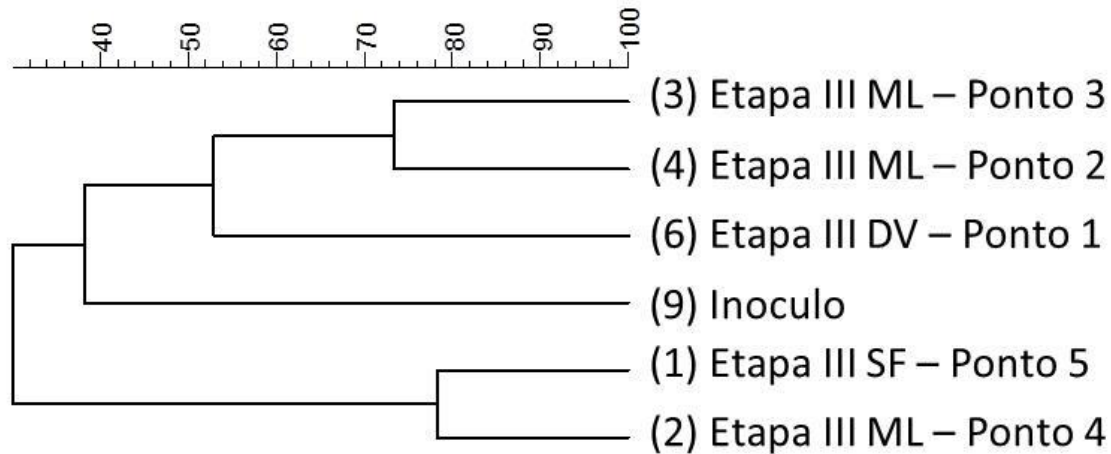 40 50 60 70 80 90 100
(3) Etapa III ML – Ponto 3
(4) Etapa III ML – Ponto 2
(6) Etapa III DV – Ponto 1
(9) Inoculo
(1) Etapa III SF – Ponto 5
(2) Etapa III ML – Ponto 4